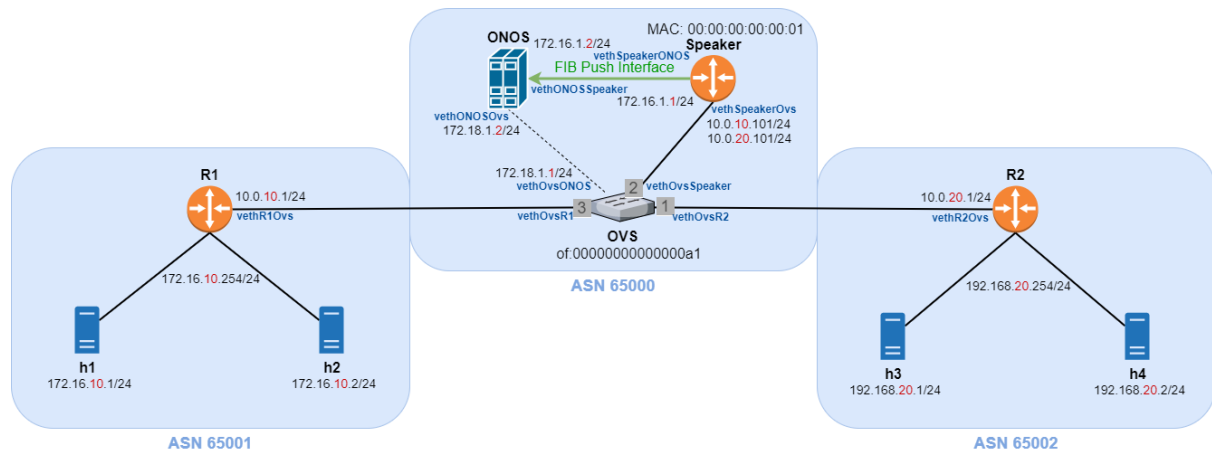 MAC: 00:00:00:00:00:01
ONOS
Speaker
172.16.1.2/24
vethSpeakerONOS
FIB Push Interface
vethONOSSpeaker
172.16.1.1/24
vethONOSOvs
172.18.1.2/24
vethSpeakerOvs
10.0.10.101/24
10.0.20.101/24
172.18.1.1/24
vethOvsONOS
2
vethOvsSpeaker
R1
10.0.10.1/24
vethR1Ovs
vethOvsR1
3
1
vethOvsR2
OVS
of:00000000000000a1
ASN 65000
R2
10.0.20.1/24
vethR2Ovs
172.16.10.254/24
h1
172.16.10.1/24
h2
172.16.10.2/24
ASN 65001
192.168.20.254/24
h3
192.168.20.1/24
h4
192.168.20.2/24
ASN 65002